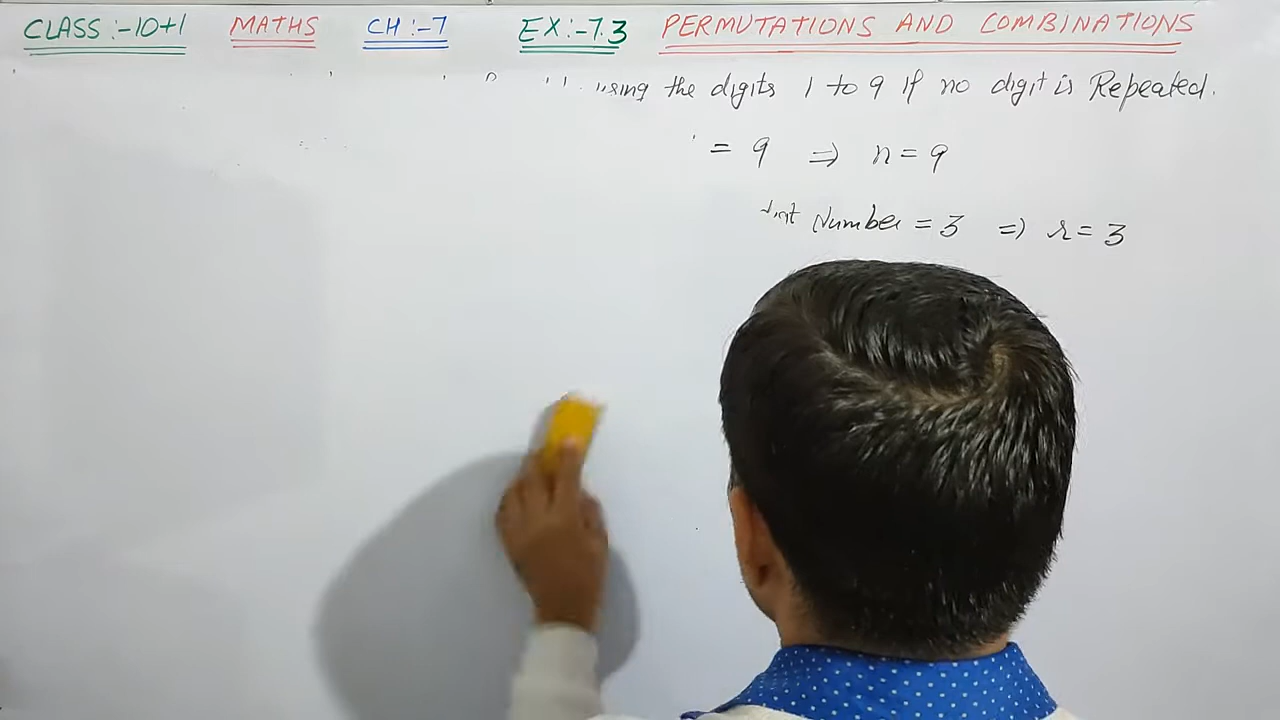 CLASS :-10+1 MATHS CH :-7 EX :-7.3 PERMUTATIONS AND COMBINATIONS
using the digits 1 to 9 if no digit is Repeated.
= 9 ⇒ n = 9
Number = 3 ⇒ r = 3